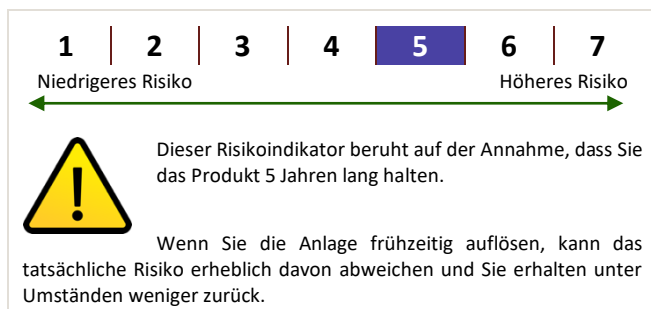 1 2 3 4 5 6 7
Niedrigeres Risiko Höheres Risiko
Dieser Risikoindikator beruht auf der Annahme, dass Sie
das Produkt 5 Jahren lang halten.
Wenn Sie die Anlage frühzeitig auflösen, kann das
tatsächliche Risiko erheblich davon abweichen und Sie erhalten unter
Umständen weniger zurück.